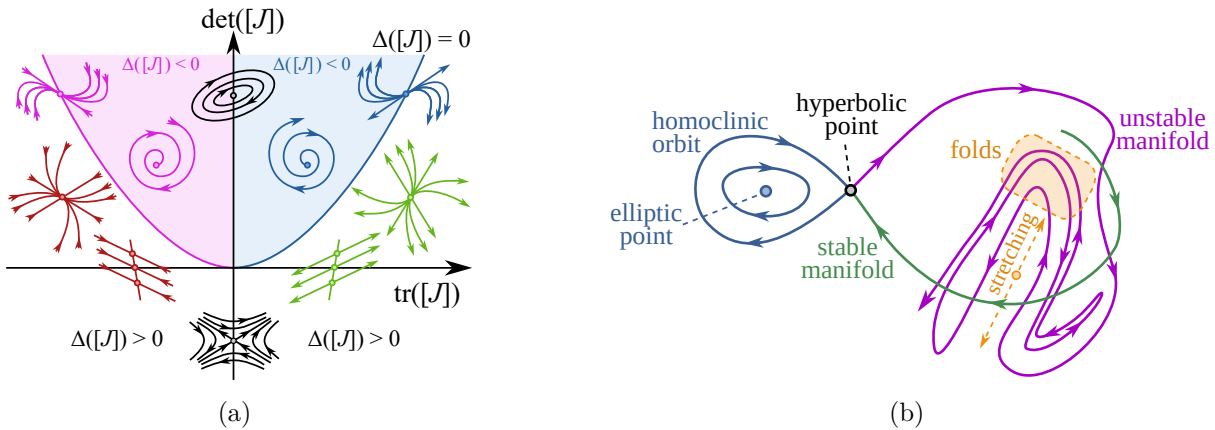 det([J])
Δ([J]) = 0
Δ([J]) < 0
Δ([J]) < 0
tr([J])
Δ([J]) > 0
Δ([J]) > 0
(a)
homoclinic
orbit
hyperbolic
point
unstable
manifold
folds
elliptic
point
stable
manifold
stretching
(b)